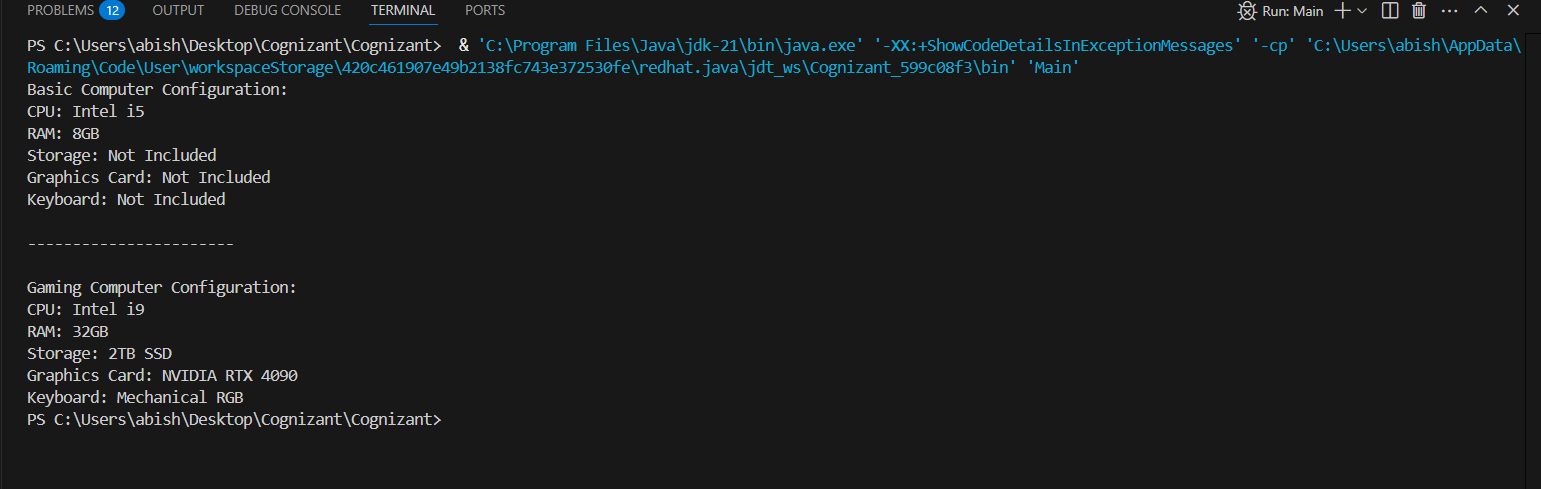 PROBLEMS 12 OUTPUT DEBUG CONSOLE TERMINAL PORTS Run: Main
PS C:\Users\abish\Desktop\Cognizant\Cognizant>  & 'C:\Program Files\Java\jdk-21\bin\java.exe' '-XX:+ShowCodeDetailsInExceptionMessages' '-cp' 'C:\Users\abish\AppData\
Roaming\Code\User\workspaceStorage\420c461907e49b2138fc743e372530fe\redhat.java\jdt_ws\Cognizant_599c08f3\bin' 'Main'
Basic Computer Configuration:
CPU: Intel i5
RAM: 8GB
Storage: Not Included
Graphics Card: Not Included
Keyboard: Not Included
-----------------------
Gaming Computer Configuration:
CPU: Intel i9
RAM: 32GB
Storage: 2TB SSD
Graphics Card: NVIDIA RTX 4090
Keyboard: Mechanical RGB
PS C:\Users\abish\Desktop\Cognizant\Cognizant>